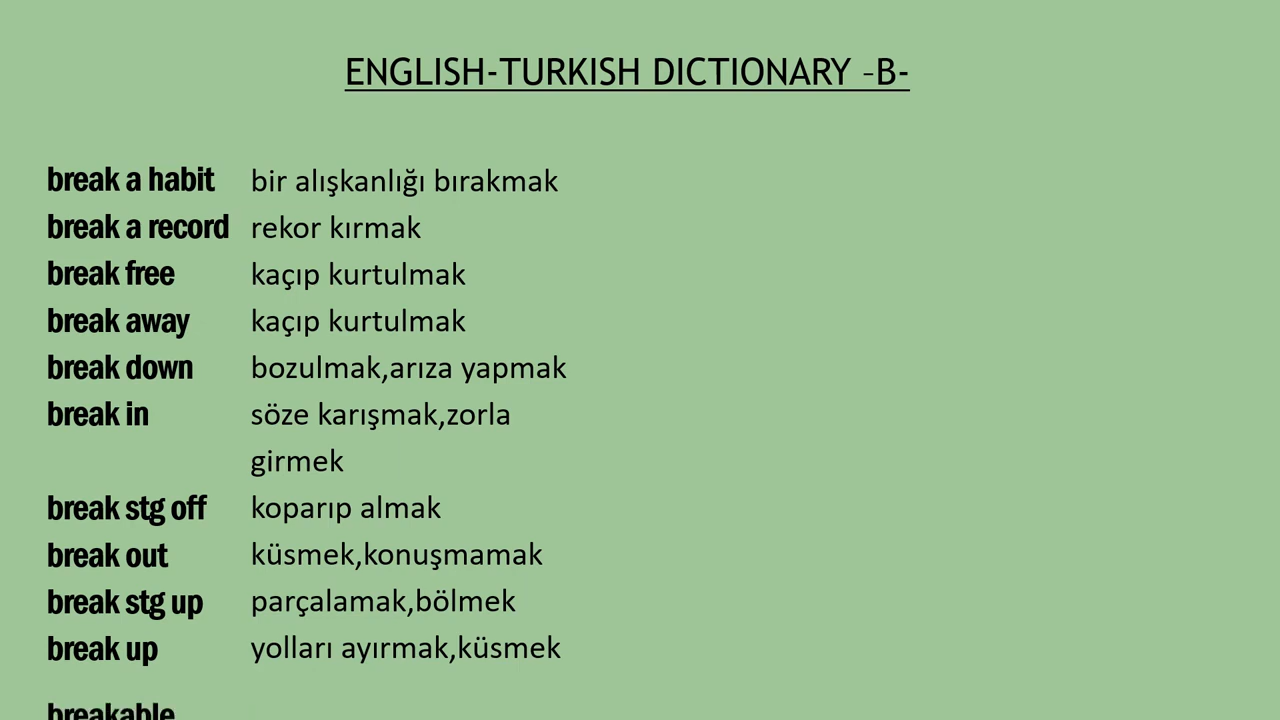 ENGLISH-TURKISH DICTIONARY –B-
break a habit bir alışkanlığı bırakmak
break a record rekor kırmak
break free kaçıp kurtulmak
break away kaçıp kurtulmak
break down bozulmak,arıza yapmak
break in söze karışmak,zorla
girmek
break stg off koparıp almak
break out küsmek,konuşmamak
break stg up parçalamak,bölmek
break up yolları ayırmak,küsmek
breakable